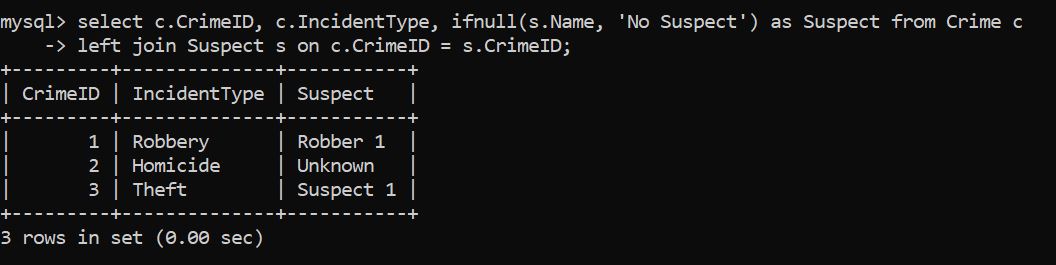 mysql> select c.CrimeID, c.IncidentType, ifnull(s.Name, 'No Suspect') as Suspect from Crime c
    -> left join Suspect s on c.CrimeID = s.CrimeID;
+---------+--------------+-----------+
| CrimeID | IncidentType | Suspect   |
+---------+--------------+-----------+
|       1 | Robbery      | Robber 1  |
|       2 | Homicide     | Unknown   |
|       3 | Theft        | Suspect 1 |
+---------+--------------+-----------+
3 rows in set (0.00 sec)